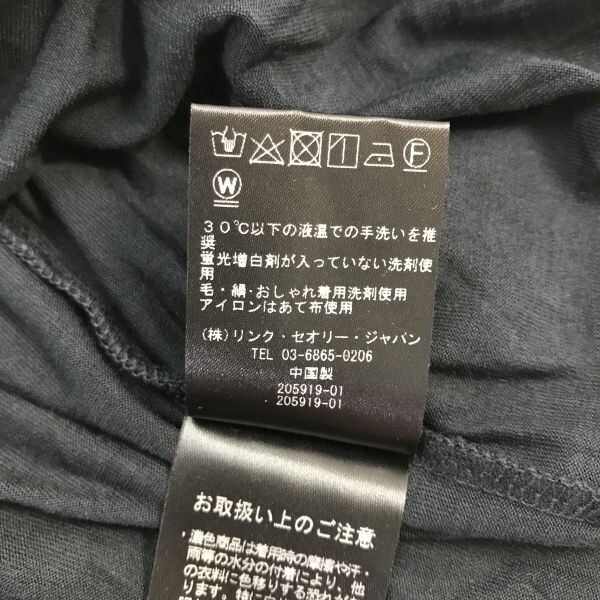 F
W
30℃以下の液温での手洗いを推
奨
蛍光増白剤が入っていない洗剤使
用
毛・絹・おしゃれ着用洗剤使用
アイロンはあて布使用
(株)リンク・セオリー・ジャパン
TEL 03-6865-0206
中国製
205919-01
205919-01
お取扱い上のご注意
濃色商品は着用時の摩擦や汗・
雨等の水分の付着により、他
の衣料に色移りする恐れが